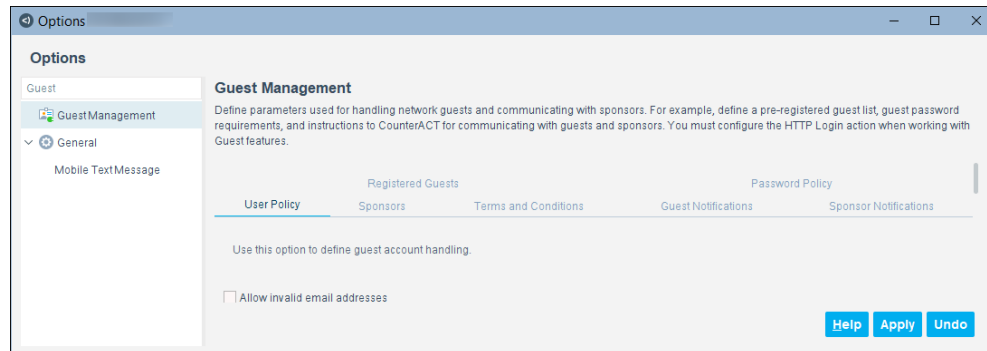 Options
Options
Guest
Guest Management
General
Mobile Text Message
Guest Management
Define parameters used for handling network guests and communicating with sponsors. For example, define a pre-registered guest list, guest password
requirements, and instructions to CounterACT for communicating with guests and sponsors. You must configure the HTTP Login action when working with
Guest features.
Registered Guests Password Policy
User Policy Sponsors Terms and Conditions Guest Notifications Sponsor Notifications
Use this option to define guest account handling.
Allow invalid email addresses
Help Apply Undo